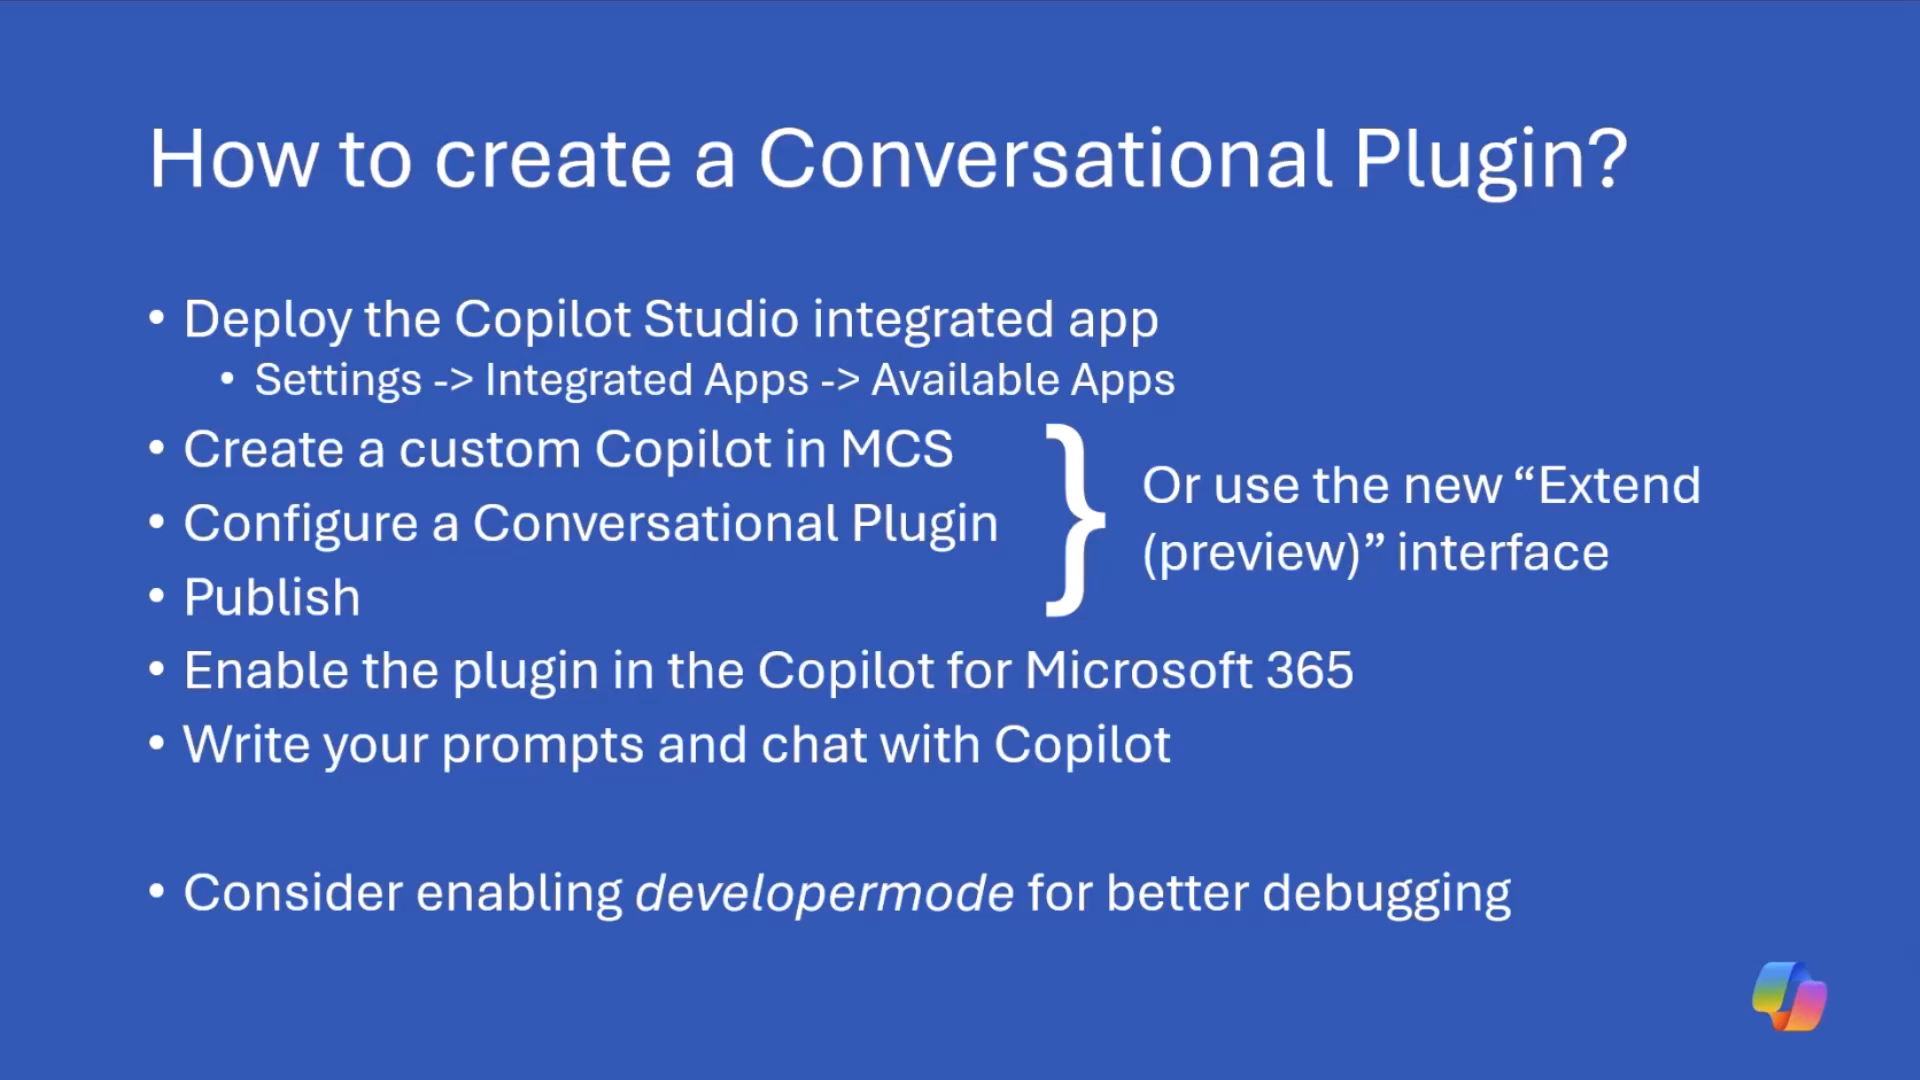 How to create a Conversational Plugin?
• Deploy the Copilot Studio integrated app
• Settings -> Integrated Apps -> Available Apps
• Create a custom Copilot in MCS
• Configure a Conversational Plugin
• Publish
} Or use the new “Extend
(preview)” interface
• Enable the plugin in the Copilot for Microsoft 365
• Write your prompts and chat with Copilot
• Consider enabling developermode for better debugging